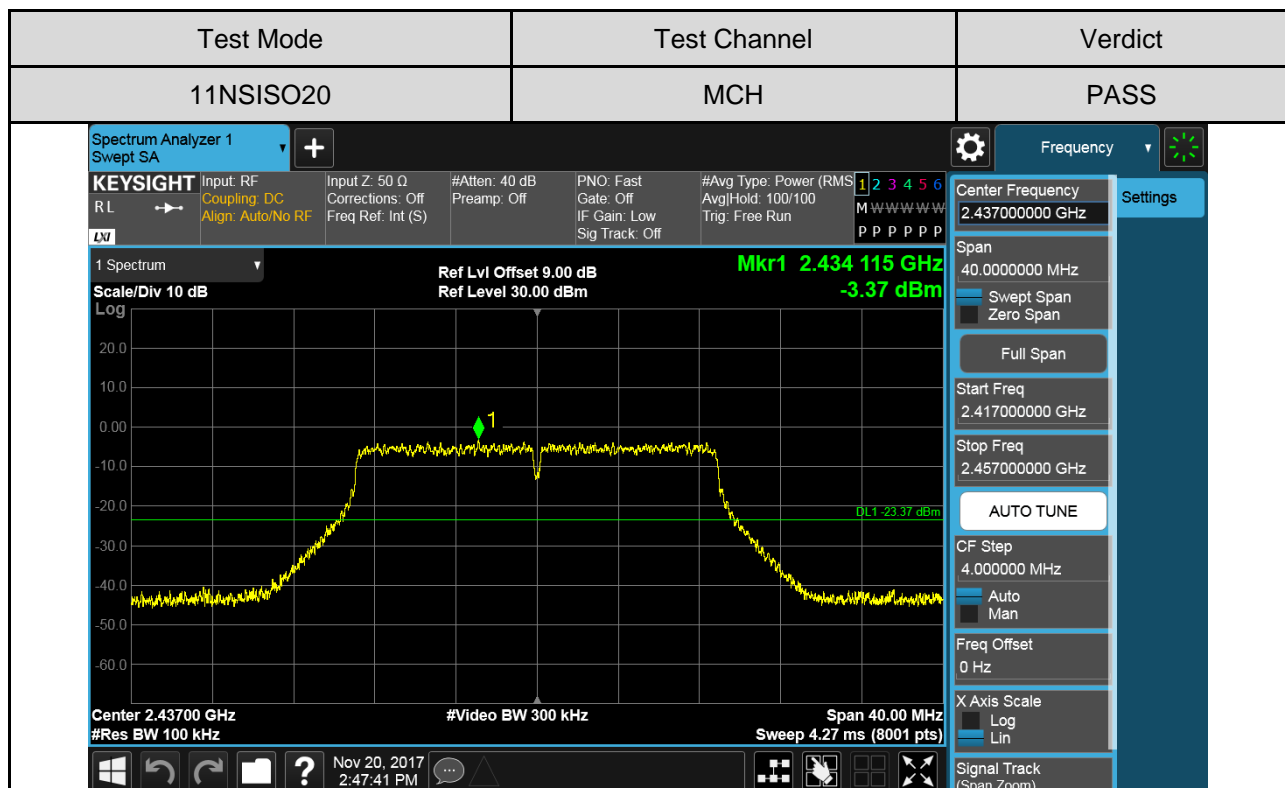 Test Mode Test Channel Verdict
11NSISO20 MCH PASS
Spectrum Analyzer 1
Swept SA
+
Frequency
KEYSIGHT
RL
LXI
Input: RF
Coupling: DC
Align: Auto/No RF
Input Z: 50 Ω
Corrections: Off
Freq Ref: Int (S)
#Atten: 40 dB
Preamp: Off
PNO: Fast
Gate: Off
IF Gain: Low
Sig Track: Off
#Avg Type: Power (RMS
Avg|Hold: 100/100
Trig: Free Run
1 2 3 4 5 6
M W W W W W
P P P P P P
1 Spectrum
Scale/Div 10 dB
Ref Lvl Offset 9.00 dB
Ref Level 30.00 dBm
Mkr1 2.434 115 GHz
-3.37 dBm
Log
20.0
10.0
0.00
-10.0
-20.0
-30.0
-40.0
-50.0
-60.0
1
DL1 -23.37 dBm
Center 2.43700 GHz
#Res BW 100 kHz
#Video BW 300 kHz
Span 40.00 MHz
Sweep 4.27 ms (8001 pts)
?
Nov 20, 2017
2:47:41 PM
Center Frequency
2.437000000 GHz
Span
40.0000000 MHz
Swept Span
Zero Span
Full Span
Start Freq
2.417000000 GHz
Stop Freq
2.457000000 GHz
AUTO TUNE
CF Step
4.000000 MHz
Auto
Man
Freq Offset
0 Hz
X Axis Scale
Log
Lin
Signal Track
(Span Zoom)
Settings